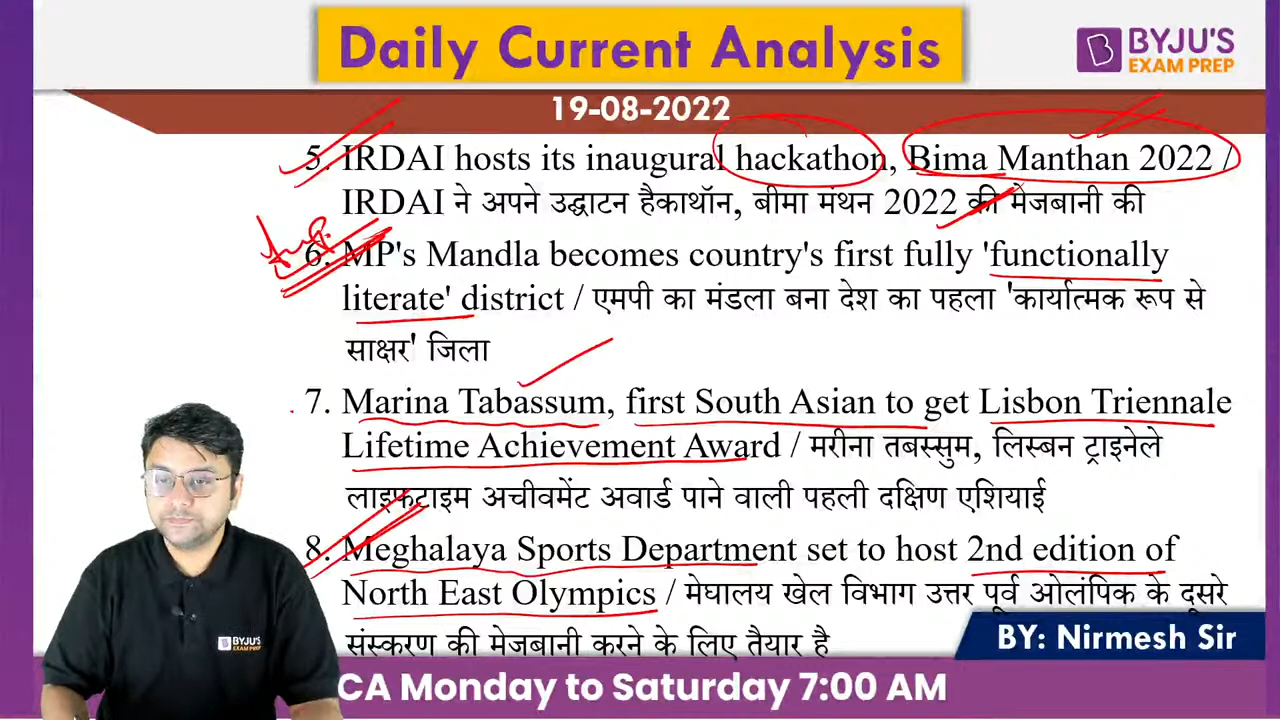 Daily Current Analysis
BYJU'S
EXAM PREP
19-08-2022
5. IRDAI hosts its inaugural hackathon, Bima Manthan 2022 /
IRDAI ने अपने उद्घाटन हैकाथॉन, बीमा मंथन 2022 की मेजबानी की
Imp.
6. MP's Mandla becomes country's first fully 'functionally
literate' district / एमपी का मंडला बना देश का पहला 'कार्यात्मक रूप से
साक्षर' जिला
7. Marina Tabassum, first South Asian to get Lisbon Triennale
Lifetime Achievement Award / मरीना तबस्सुम, लिस्बन ट्राइनेले
लाइफटाइम अचीवमेंट अवार्ड पाने वाली पहली दक्षिण एशियाई
8. Meghalaya Sports Department set to host 2nd edition of
North East Olympics / मेघालय खेल विभाग उत्तर पूर्व ओलंपिक के दूसरे
संस्करण की मेजबानी करने के लिए तैयार है
BYJU'S
EXAM PREP
BY: Nirmesh Sir
CA Monday to Saturday 7:00 AM